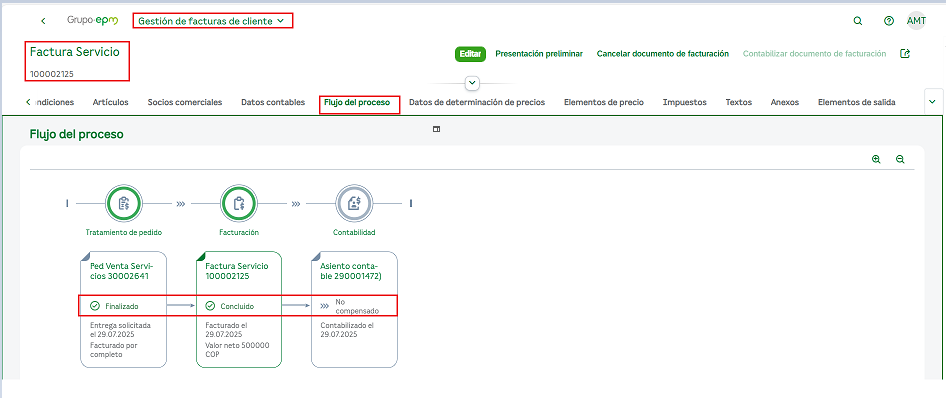 Grupo·epm
Gestión de facturas de cliente
AMT
Factura Servicio
100002125
Editar
Presentación preliminar
Cancelar documento de facturación
Contabilizar documento de facturación
ndiciones
Artículos
Socios comerciales
Datos contables
Flujo del proceso
Datos de determinación de precios
Elementos de precio
Impuestos
Textos
Anexos
Elementos de salida
Flujo del proceso
Tratamiento de pedido
Facturación
Contabilidad
Ped Venta Servi-
cios 30002641
Finalizado
Entrega solicitada
el 29.07.2025
Facturado por
completo
Factura Servicio
100002125
Concluido
Facturado el
29.07.2025
Valor neto 500000
COP
Asiento conta-
ble 290001472)
No
compensado
Contabilizado el
29.07.2025